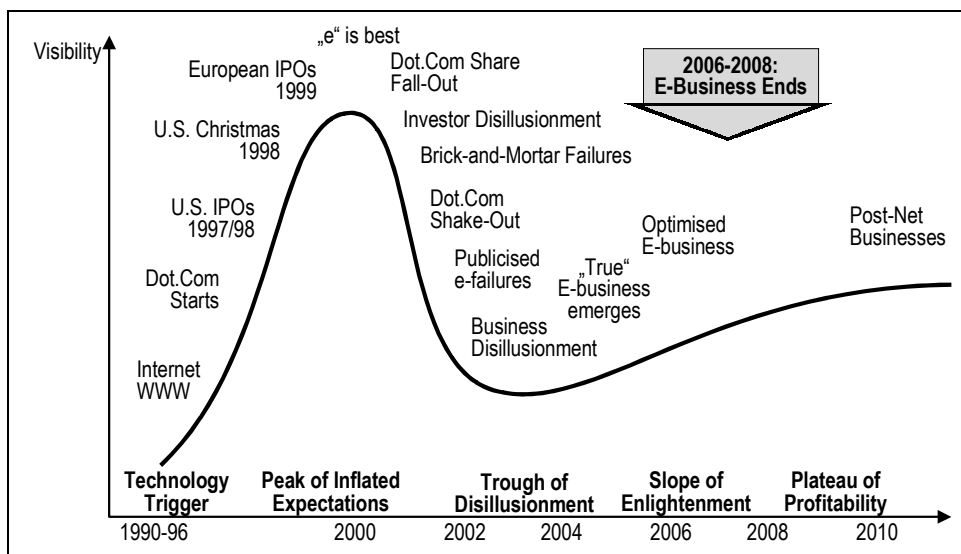 Visibility
„e“ is best
European IPOs
1999
Dot.Com Share
Fall-Out
2006-2008:
E-Business Ends
U.S. Christmas
1998
Investor Disillusionment
Brick-and-Mortar Failures
U.S. IPOs
1997/98
Dot.Com
Shake-Out
Optimised
E-business
Post-Net
Businesses
Dot.Com
Starts
Publicised
e-failures
„True“
E-business
emerges
Business
Disillusionment
Internet
WWW
Technology
Trigger
Peak of Inflated
Expectations
Trough of
Disillusionment
Slope of
Enlightenment
Plateau of
Profitability
1990-96
2000
2002
2004
2006
2008
2010